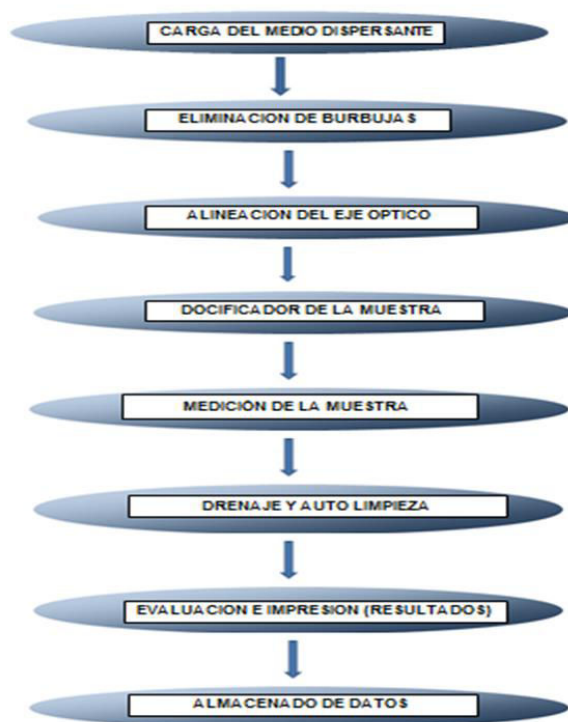 CARGA DEL MEDIO DISPERSANTE
ELIMINACION DE BURBUJAS
ALINEACION DEL EJE OPTICO
DOCIFICADOR DE LA MUESTRA
MEDICIÓN DE LA MUESTRA
DRENAJE Y AUTO LIMPIEZA
EVALUACION E IMPRESION (RESULTADOS)
ALMACENADO DE DATOS